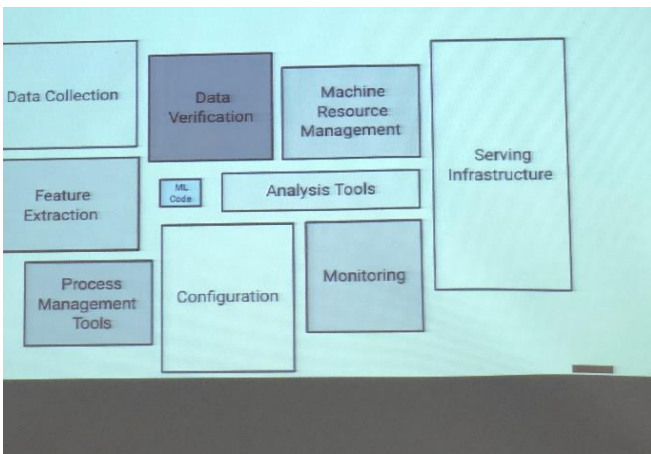 Data Collection
Data
Verification
Machine
Resource
Management
Serving
Infrastructure
Feature
Extraction
ML
Code
Analysis Tools
Process
Management
Tools
Configuration
Monitoring